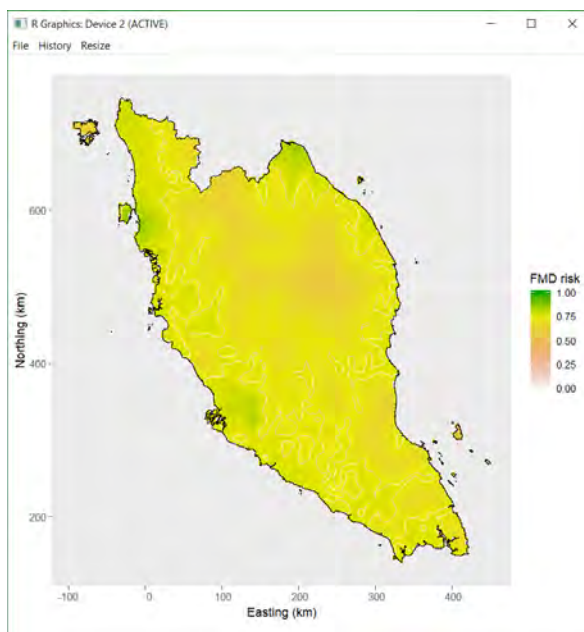 R Graphics: Device 2 (ACTIVE)
File History Resize
Northing (km)
600
400
200
-100 0 100 200 300 400
Easting (km)
FMD risk
1.00
0.75
0.50
0.25
0.00